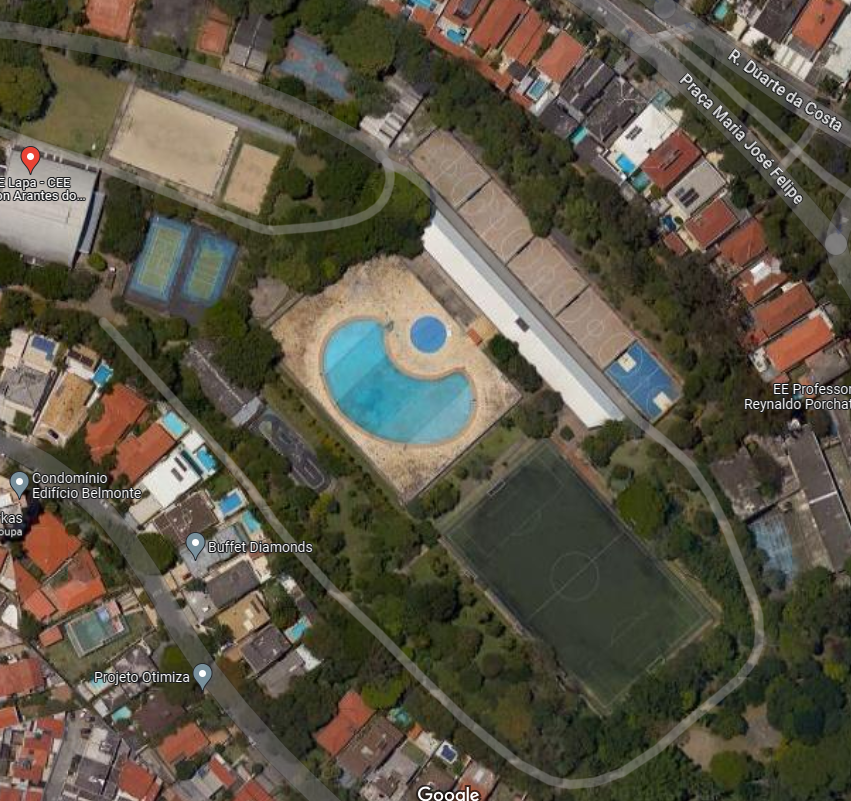 R. Duarte da Costa
Praça Maria José Felipe
E Lapa - CEE
on Arantes do...
EE Professor
Reynaldo Porchat
Condomínio
Edifício Belmonte
kas
oupa
Buffet Diamonds
Projeto Otimiza
Google